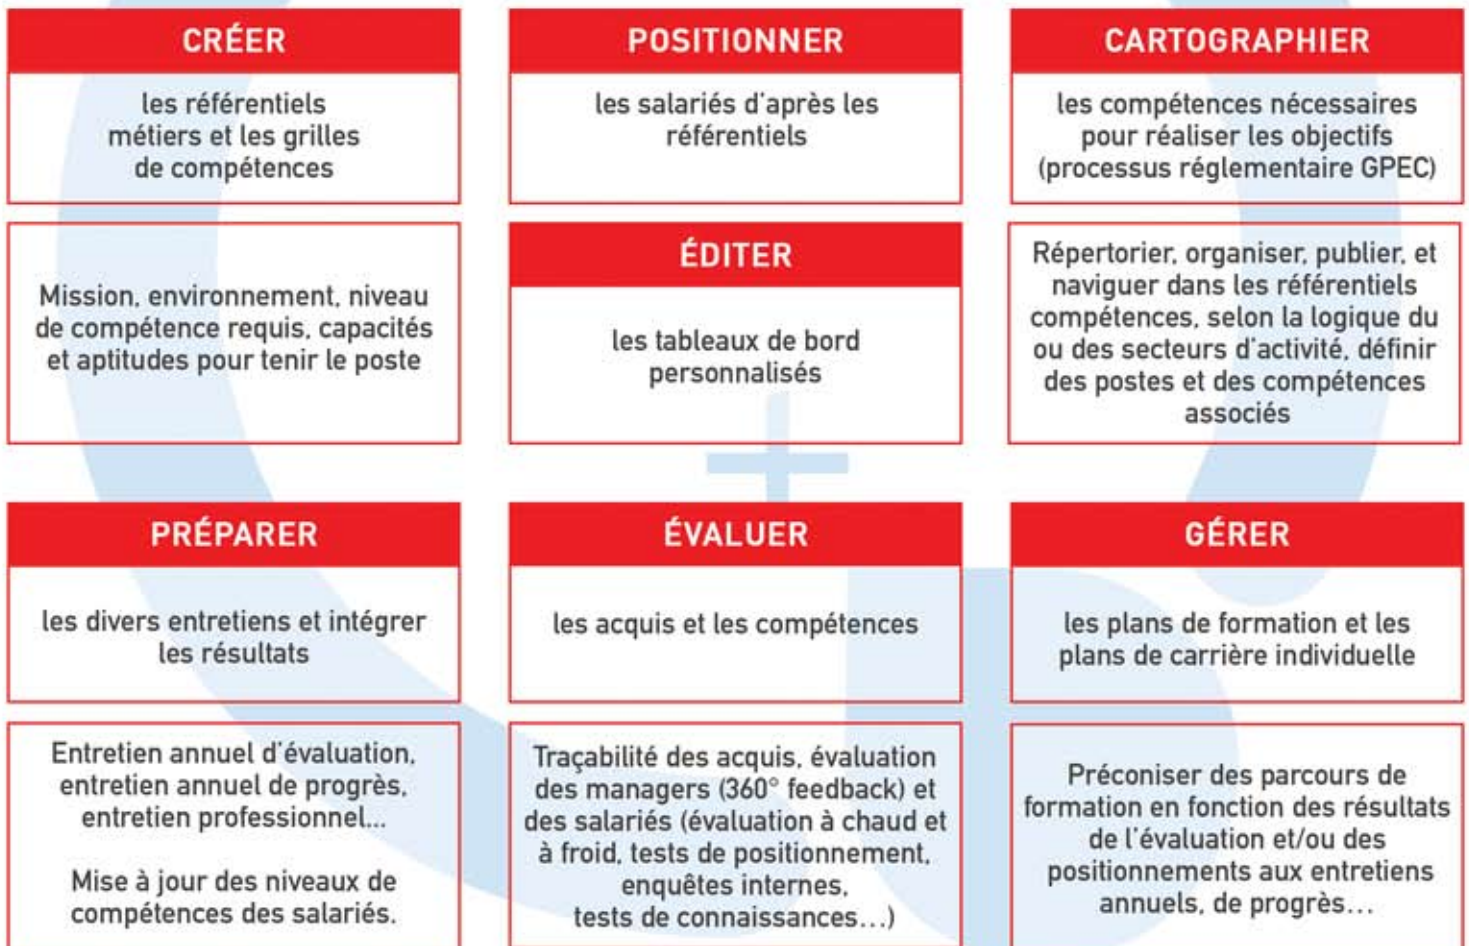 CRÉER
les référentiels
métiers et les grilles
de compétences
Mission, environnement, niveau
de compétence requis, capacités
et aptitudes pour tenir le poste
POSITIONNER
les salariés d'après les
référentiels
ÉDITER
les tableaux de bord
personnalisés
CARTOGRAPHIER
les compétences nécessaires
pour réaliser les objectifs
(processus réglementaire GPEC)
Répertorier, organiser, publier, et
naviguer dans les référentiels
compétences, selon la logique du
ou des secteurs d'activité, définir
des postes et des compétences
associés
PRÉPARER
les divers entretiens et intégrer
les résultats
Entretien annuel d'évaluation,
entretien annuel de progrès,
entretien professionnel...
Mise à jour des niveaux de
compétences des salariés.
ÉVALUER
les acquis et les compétences
Traçabilité des acquis, évaluation
des managers (360° feedback) et
des salariés (évaluation à chaud et
à froid, tests de positionnement,
enquêtes internes,
tests de connaissances...)
GÉRER
les plans de formation et les
plans de carrière individuelle
Préconiser des parcours de
formation en fonction des résultats
de l'évaluation et/ou des
positionnements aux entretiens
annuels, de progrès...